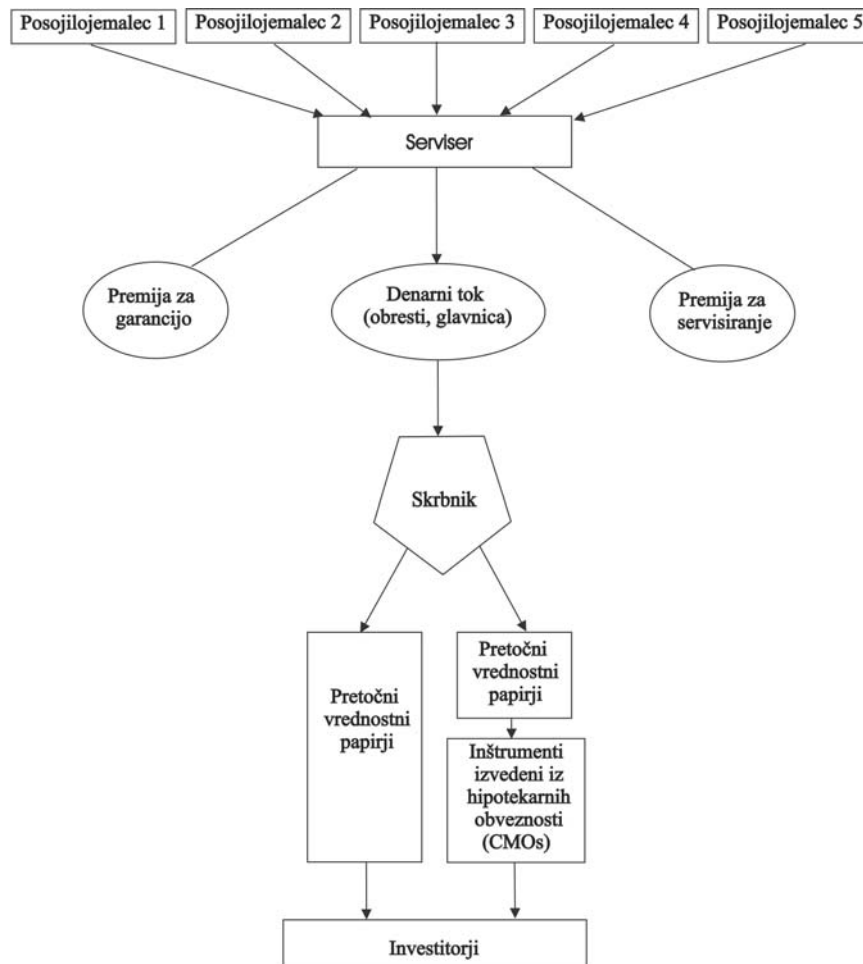 Posojilojemalec 1
Posojilojemalec 2
Posojilojemalec 3
Posojilojemalec 4
Posojilojemalec 5
Serviser
Premija za
garancijo
Denarni tok
(obresti, glavnica)
Premija za
servisiranje
Skrbnik
Pretočni
vrednostni
papirji
Pretočni
vrednostni
papirji
Inštrumenti
izvedeni iz
hipotekarnih
obveznosti
(CMOs)
Investitorji